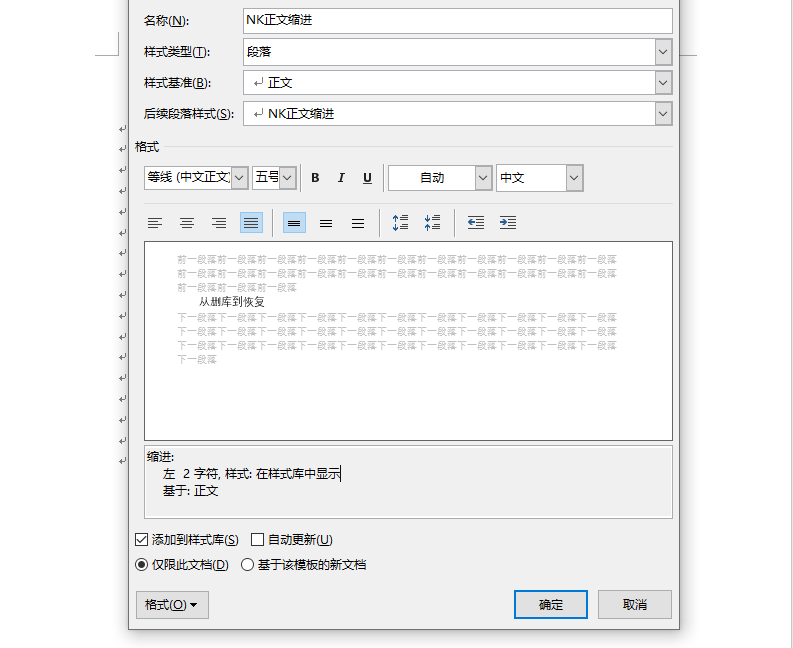 名称(N): NK正文缩进
样式类型(T): 段落
样式基准(B): ↵ 正文
后续段落样式(S): ↵ NK正文缩进
格式
等线 (中文正文) 五号 B I U 自动 中文
前一段落前一段落前一段落前一段落前一段落前一段落前一段落前一段落前一段落前一段落前一段落
前一段落前一段落前一段落前一段落前一段落前一段落前一段落前一段落前一段落前一段落前一段落
前一段落前一段落前一段落
从删库到恢复
下一段落下一段落下一段落下一段落下一段落下一段落下一段落下一段落下一段落下一段落下一段落
下一段落下一段落下一段落下一段落下一段落下一段落下一段落下一段落下一段落下一段落下一段落
下一段落下一段落下一段落下一段落下一段落下一段落下一段落下一段落下一段落下一段落下一段落
下一段落
缩进:
左 2 字符, 样式: 在样式库中显示
基于: 正文
添加到样式库(S) 自动更新(U)
仅限此文档(D) 基于该模板的新文档
格式(O) 确定 取消